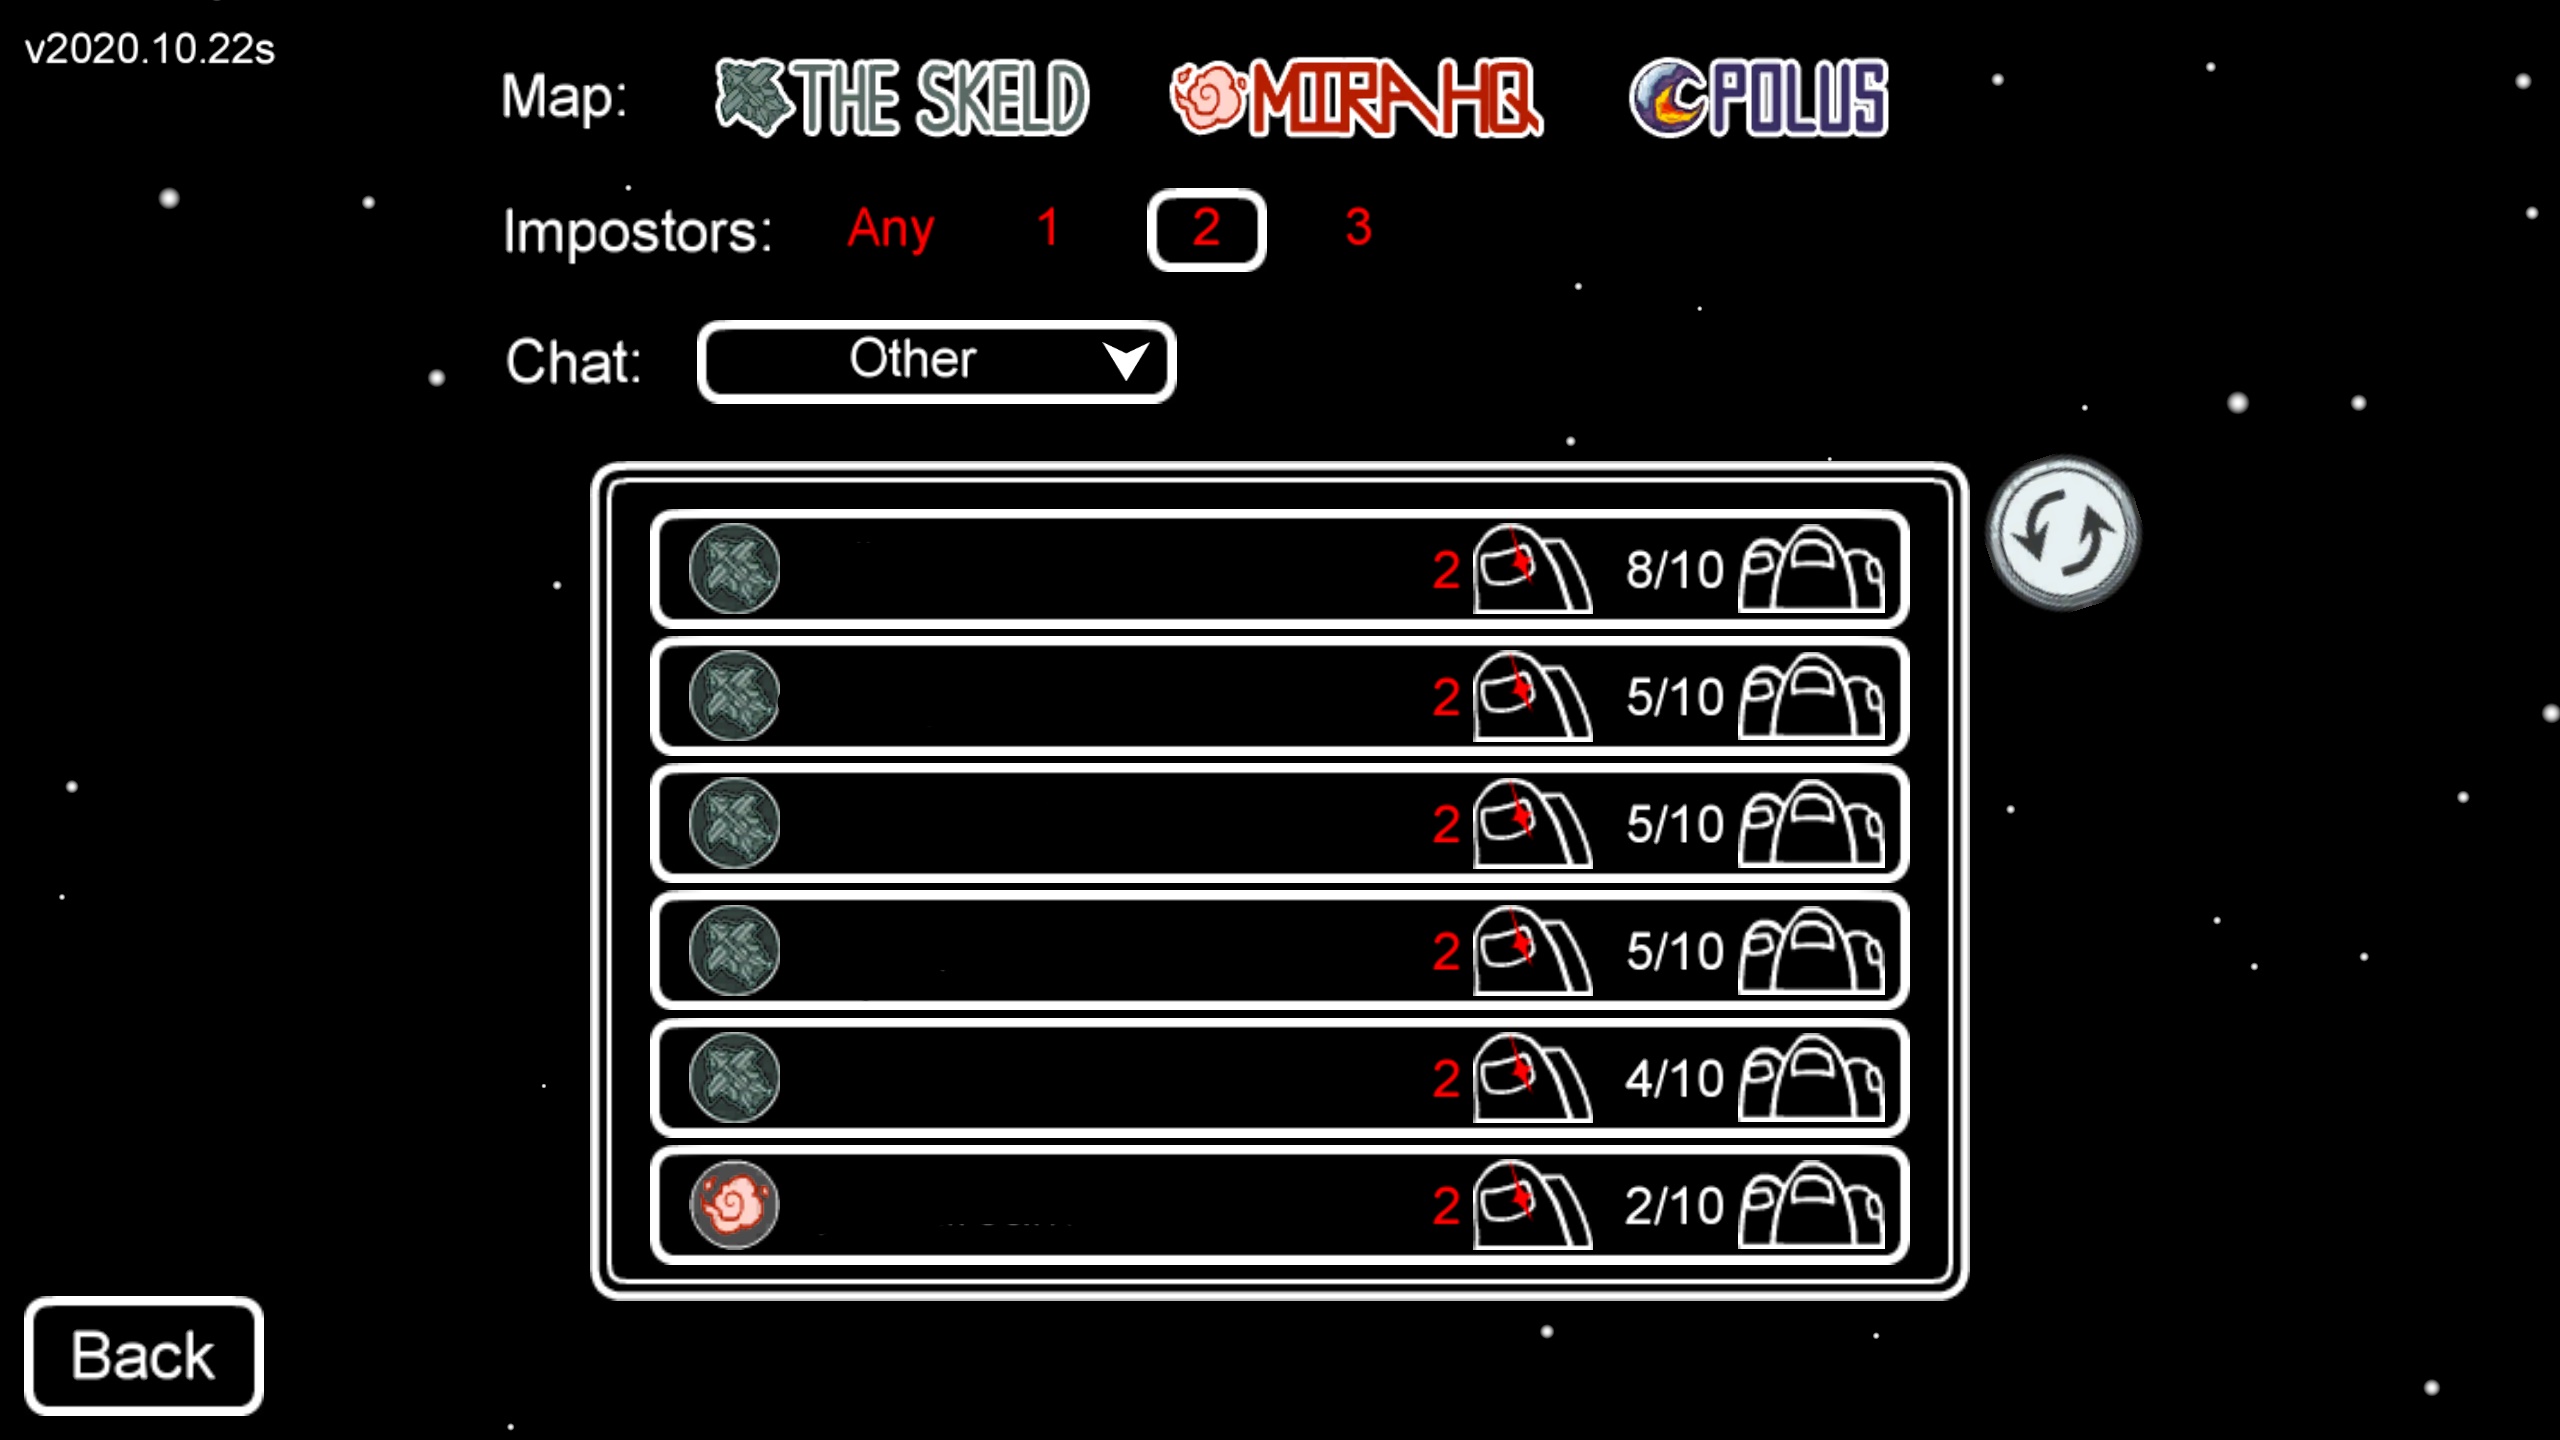 v2020.10.22s
Map: THE SKELD MIRA HQ POLUS
Impostors: Any 1 2 3
Chat: Other
2 8/10
2 5/10
2 5/10
2 5/10
2 4/10
2 2/10
Back